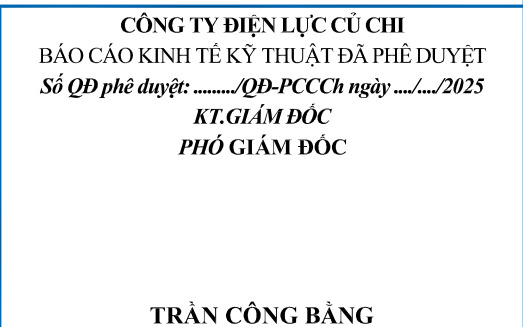 CÔNG TY ĐIỆN LỰC CỦ CHI
BÁO CÁO KINH TẾ KỸ THUẬT ĐÃ PHÊ DUYỆT
Số QĐ phê duyệt: ........./QĐ-PCCCh ngày ..../..../2025
KT.GIÁM ĐỐC
PHÓ GIÁM ĐỐC
TRẦN CÔNG BẰNG